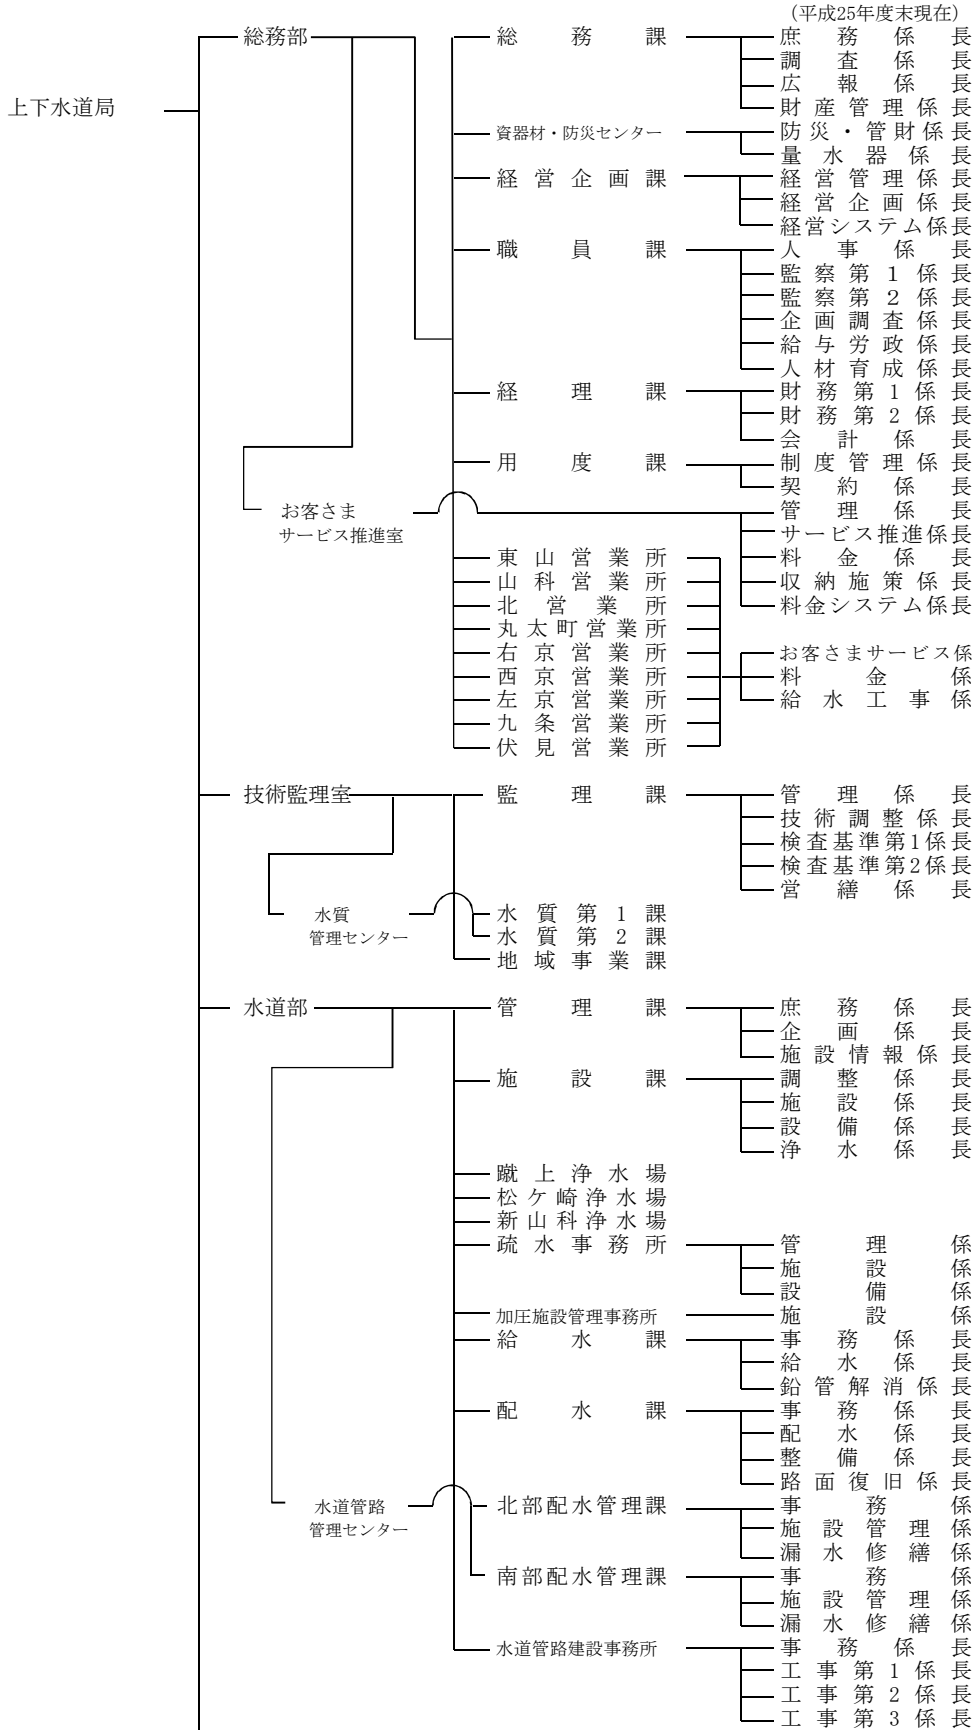 （平成25年度末現在）
総務部 総務課 庶務係長
調査係長
広報係長
上下水道局 財産管理係長
資器材・防災センター 防災・管財係長
量水器係長
経営企画課 経営管理係長
経営企画係長
経営システム係長
職員課 人事係長
監察第1係長
監察第2係長
企画調査係長
給与労政係長
人材育成係長
経理課 財務第1係長
財務第2係長
会計係長
用度課 制度管理係長
契約係長
お客さま 管理係長
サービス推進室 サービス推進係長
東山営業所 料金係長
山科営業所 収納施策係長
北営業所 料金システム係長
丸太町営業所
右京営業所 お客さまサービス係
西京営業所 料金係
左京営業所 給水工事係
九条営業所
伏見営業所
技術監理室 監理課 管理係長
技術調整係長
検査基準第1係長
検査基準第2係長
営繕係長
水質 水質第1課
管理センター 水質第2課
地域事業課
水道部 管理課 庶務係長
企画係長
施設情報係長
施設課 調整係長
施設係長
設備係長
浄水係長
蹴上浄水場
松ケ崎浄水場
新山科浄水場
疏水事務所 管理係
施設係
設備係
加圧施設管理事務所 施設係
給水課 事務係長
給水係長
鉛管解消係長
配水課 事務係長
配水係長
整備係長
路面復旧係長
水道管路 北部配水管理課 事務係
管理センター 施設管理係
漏水修繕係
南部配水管理課 事務係
施設管理係
漏水修繕係
水道管路建設事務所 事務係長
工事第1係長
工事第2係長
工事第3係長